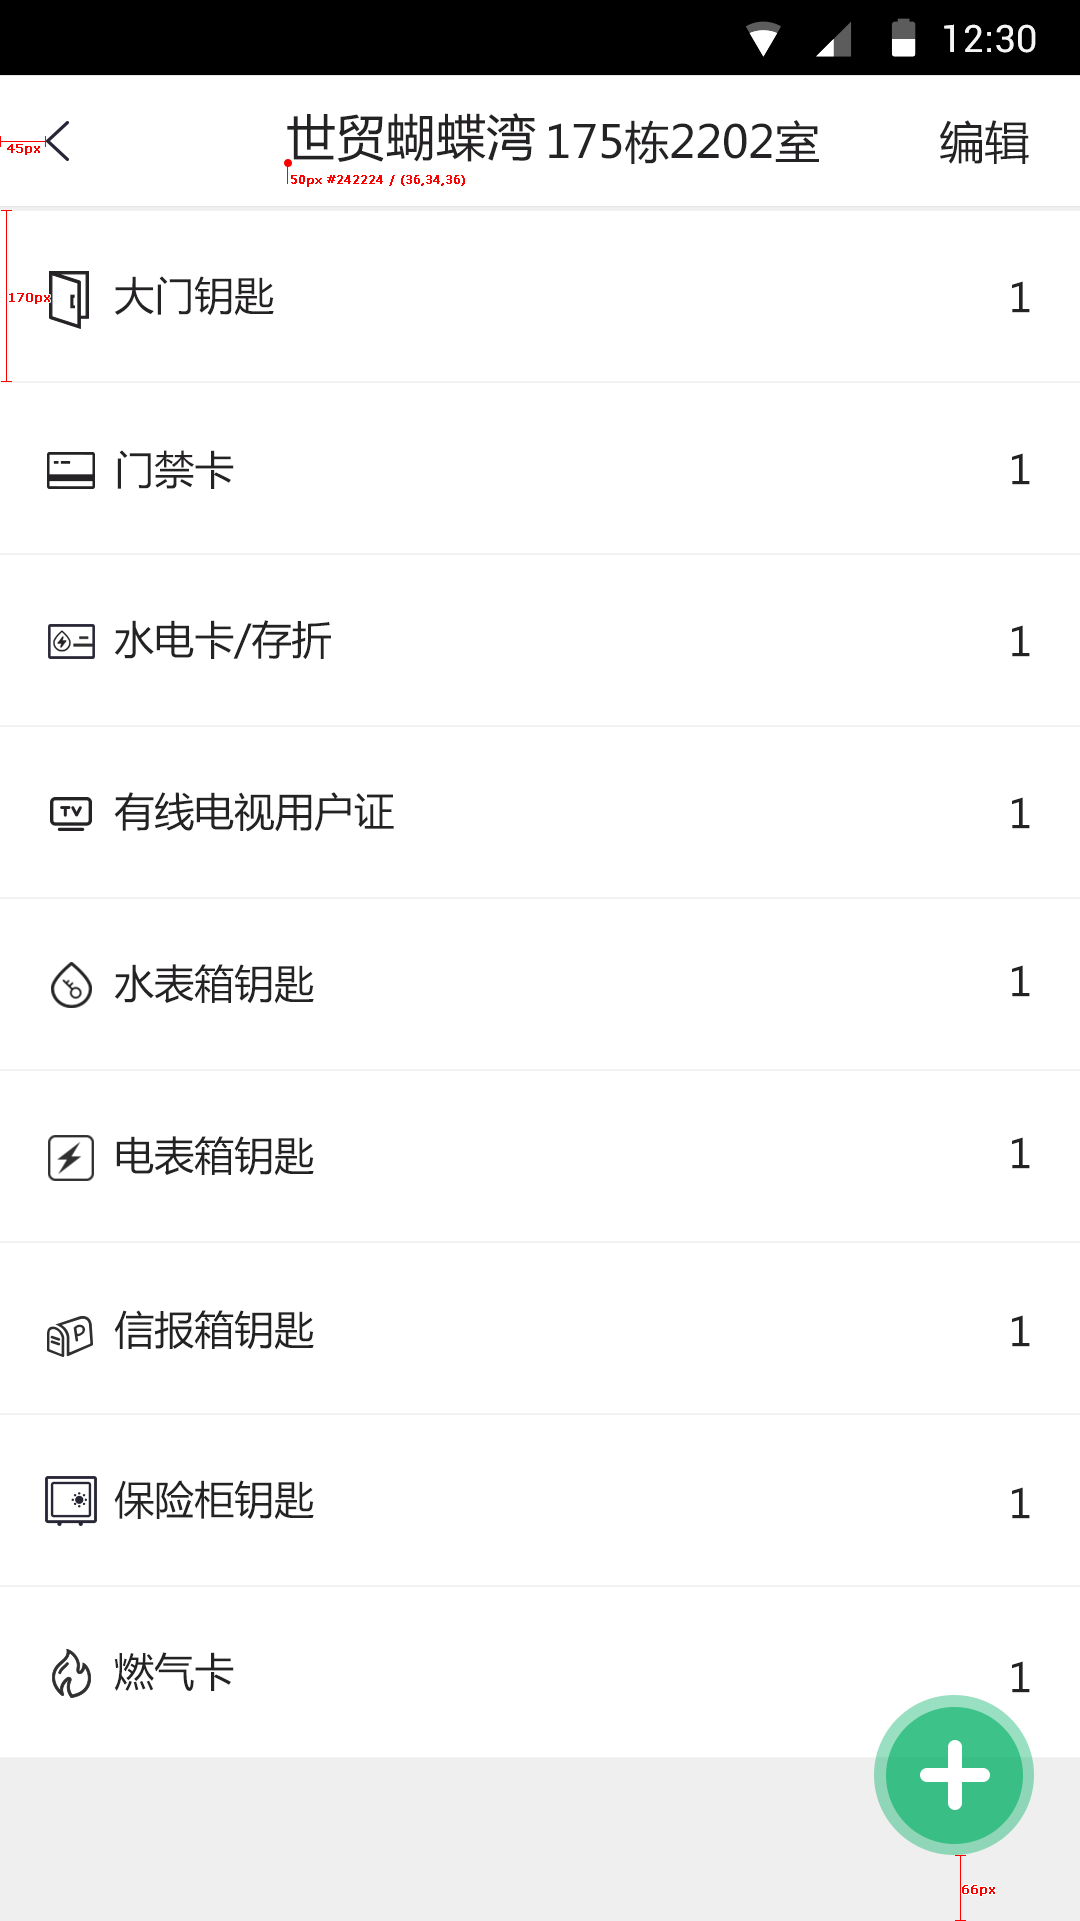 12:30
世贸蝴蝶湾 175栋2202室 编辑
45px
50px #242224 / (36,34,36)
170px
大门钥匙 1
门禁卡 1
水电卡/存折 1
TV 有线电视用户证 1
水表箱钥匙 1
电表箱钥匙 1
P 信报箱钥匙 1
保险柜钥匙 1
燃气卡 1
66px